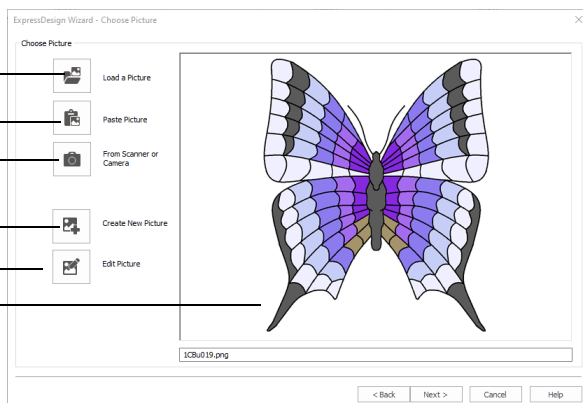 ExpressDesign Wizard - Choose Picture
Choose Picture
Load a Picture
Paste Picture
From Scanner or
Camera
Create New Picture
Edit Picture
1CBu019.png
< Back
Next >
Cancel
Help